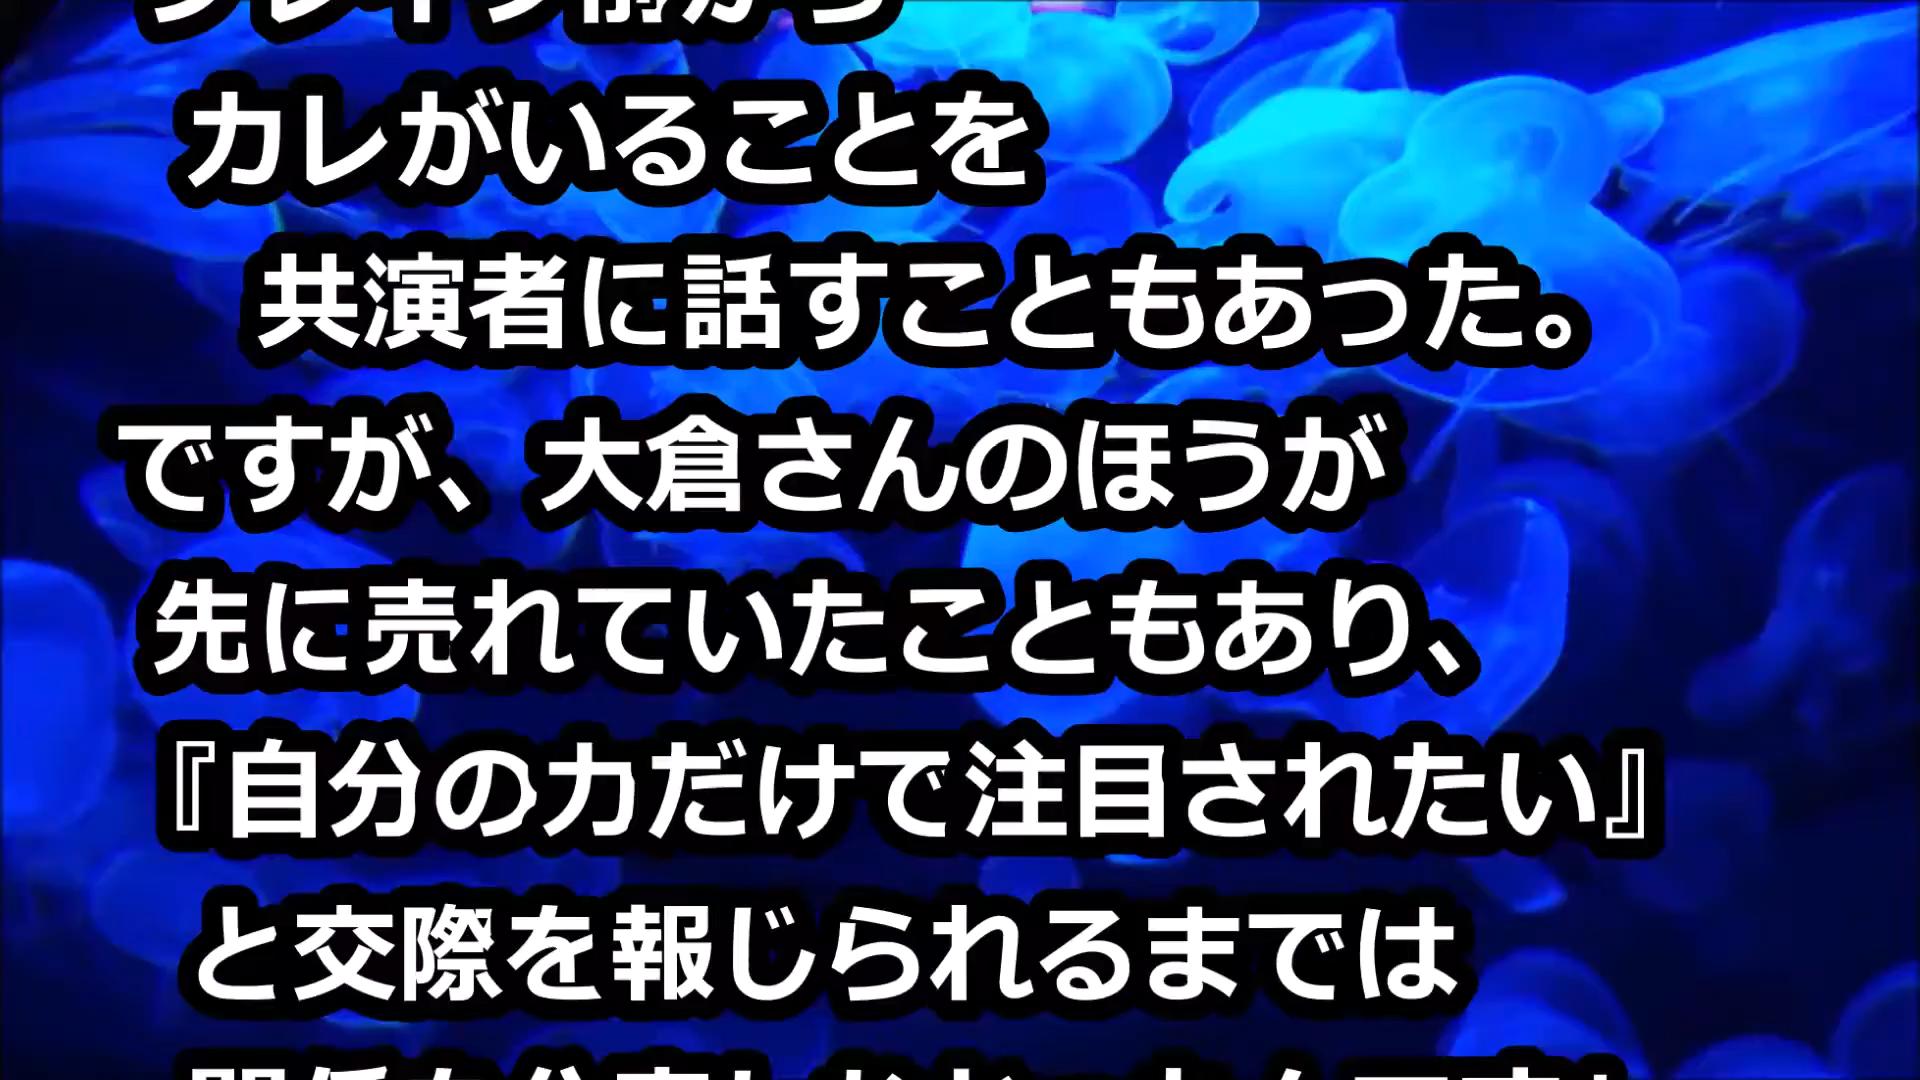 カレがいることを
共演者に話すこともあった。
ですが、大倉さんのほうが
先に売れていたこともあり、
『自分の力だけで注目されたい』
と交際を報じられるまでは